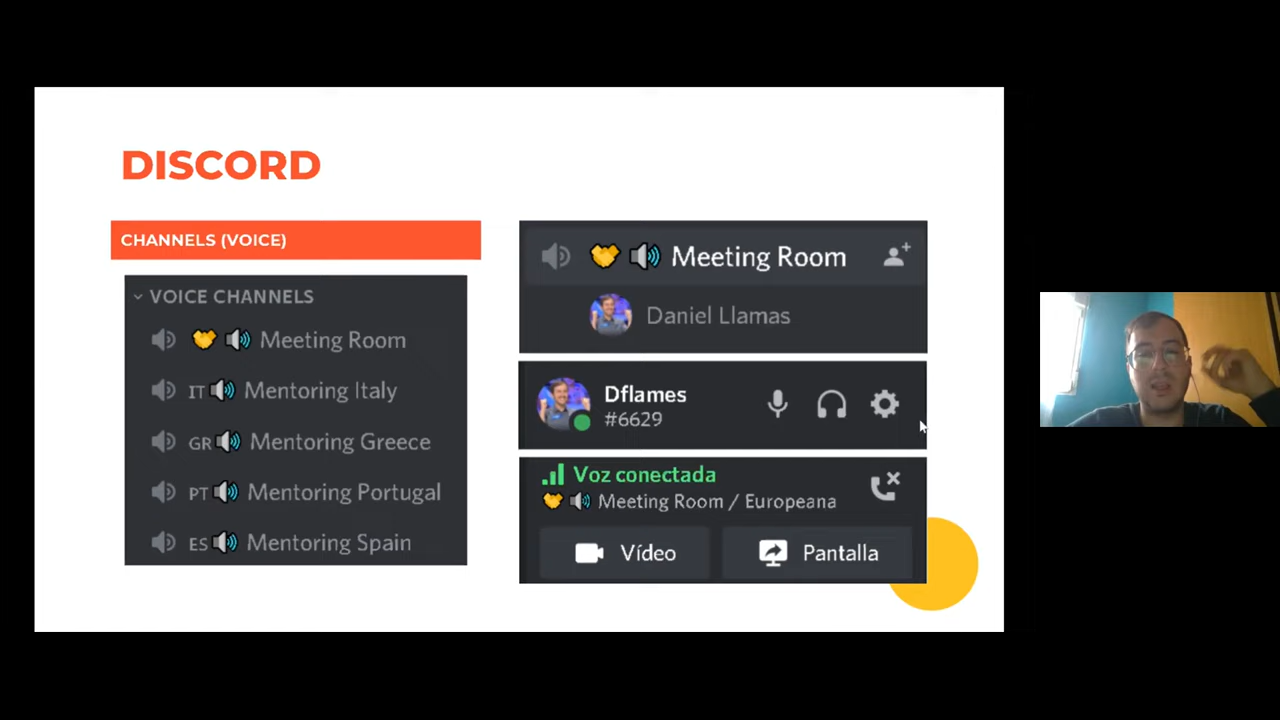 DISCORD
CHANNELS (VOICE)
VOICE CHANNELS
Meeting Room
IT Mentoring Italy
GR Mentoring Greece
PT Mentoring Portugal
ES Mentoring Spain
Meeting Room
Daniel Llamas
Dflames
#6629
Voz conectada
Meeting Room / Europeana
Vídeo
Pantalla